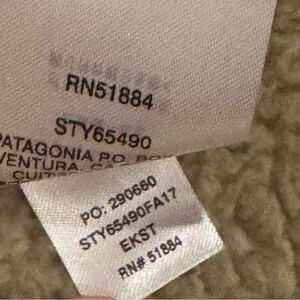 RN51884
STY65490
PATAGONIA P.O. BO
VENTURA, CA
PO: 290660
STY65490FA17
EKST
RN# 51884